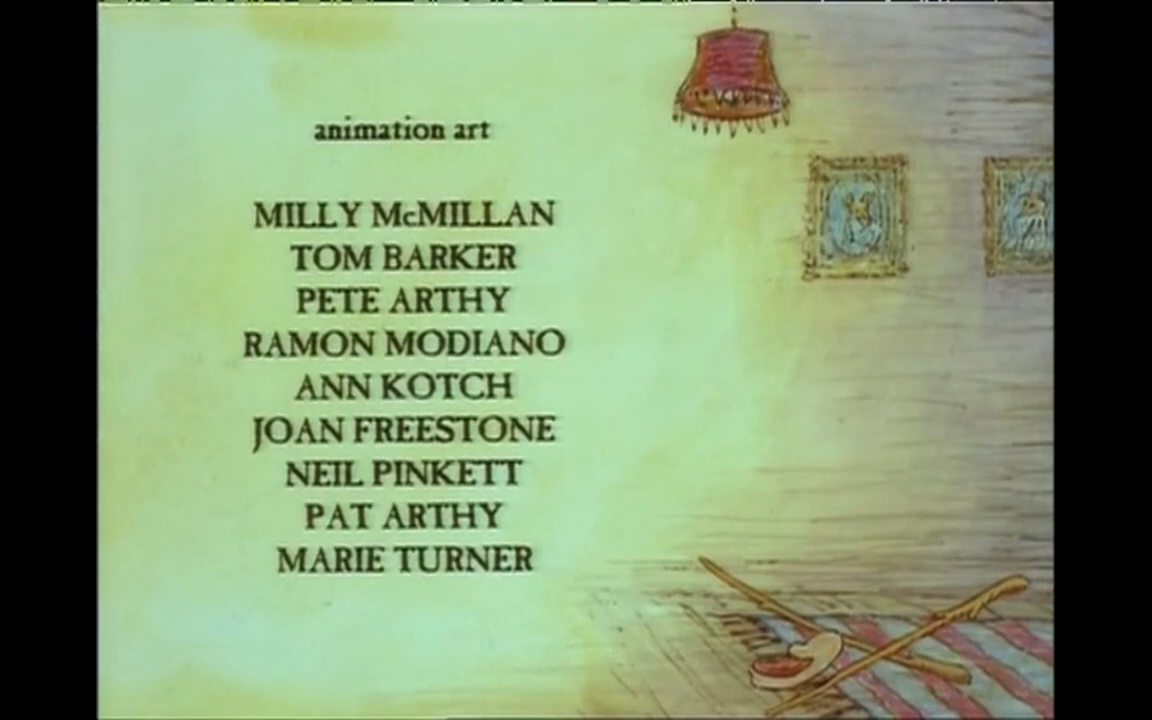 animation art
MILLY McMILLAN
TOM BARKER
PETE ARTHY
RAMON MODIANO
ANN KOTCH
JOAN FREESTONE
NEIL PINKETT
PAT ARTHY
MARIE TURNER